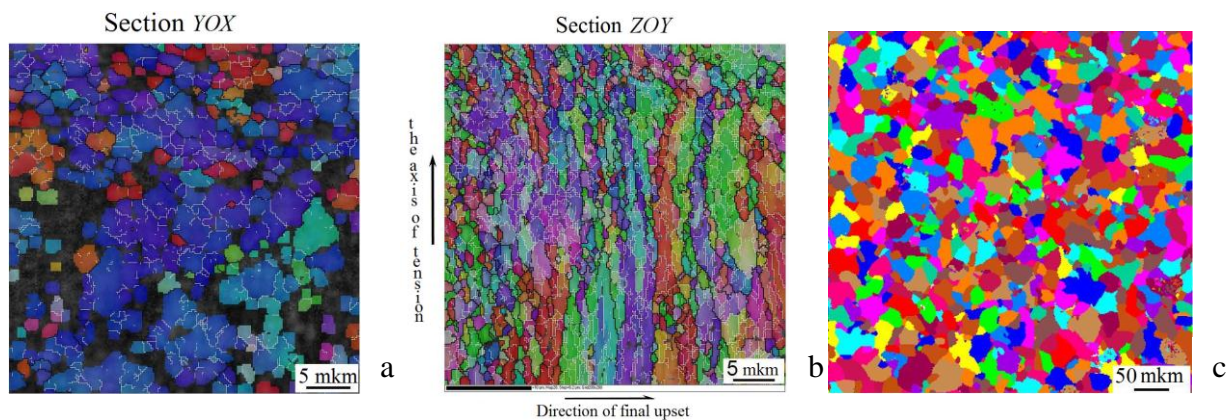 Section YOX
Section ZOY
the axis of tension
5 mkm
a
5 mkm
b
50 mkm
c
Direction of final upset